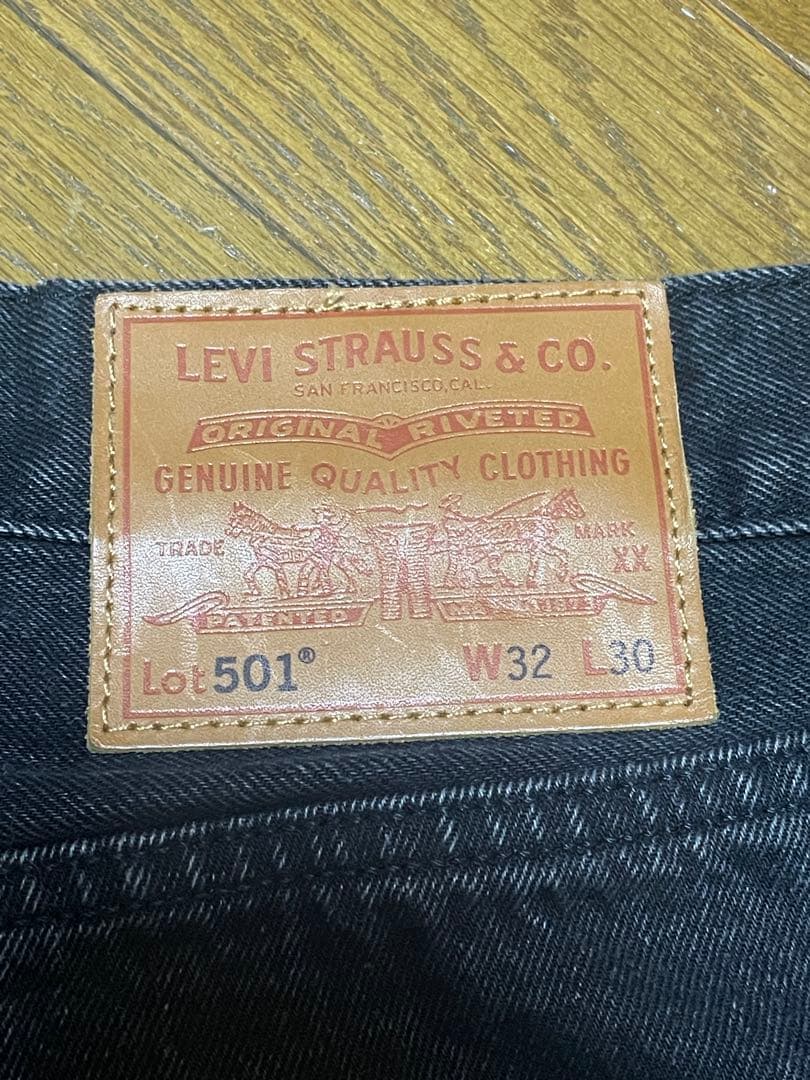 LEVI STRAUSS & CO.
SAN FRANCISCO, CAL.
ORIGINAL RIVETED
GENUINE QUALITY CLOTHING
TRADE MARK
XX
PATENTED
Lot 501® W32 L30